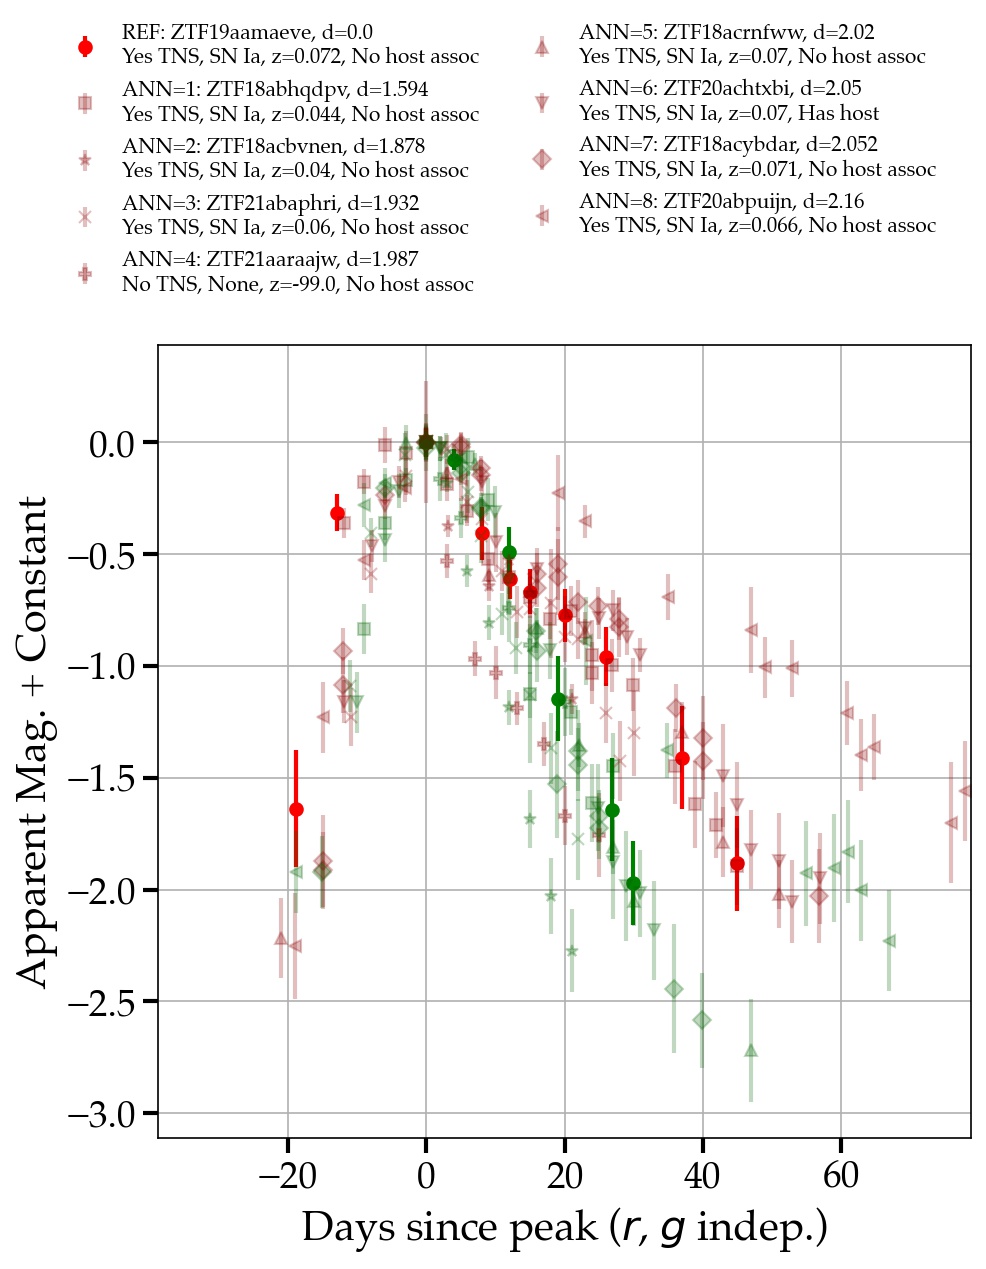 REF: ZTF19aamaeve, d=0.0
Yes TNS, SN Ia, z=0.072, No host assoc
ANN=1: ZTF18abhqdpv, d=1.594
Yes TNS, SN Ia, z=0.044, No host assoc
ANN=2: ZTF18acbvnen, d=1.878
Yes TNS, SN Ia, z=0.04, No host assoc
ANN=3: ZTF21abaphri, d=1.932
Yes TNS, SN Ia, z=0.06, No host assoc
ANN=4: ZTF21aaraajw, d=1.987
No TNS, None, z=-99.0, No host assoc
ANN=5: ZTF18acrnfww, d=2.02
Yes TNS, SN Ia, z=0.07, No host assoc
ANN=6: ZTF20achtxbi, d=2.05
Yes TNS, SN Ia, z=0.07, Has host
ANN=7: ZTF18acybdar, d=2.052
Yes TNS, SN Ia, z=0.071, No host assoc
ANN=8: ZTF20abpuijn, d=2.16
Yes TNS, SN Ia, z=0.066, No host assoc
Apparent Mag. + Constant
0.0
−0.5
−1.0
−1.5
−2.0
−2.5
−3.0
−20 0 20 40 60
Days since peak (r, g indep.)